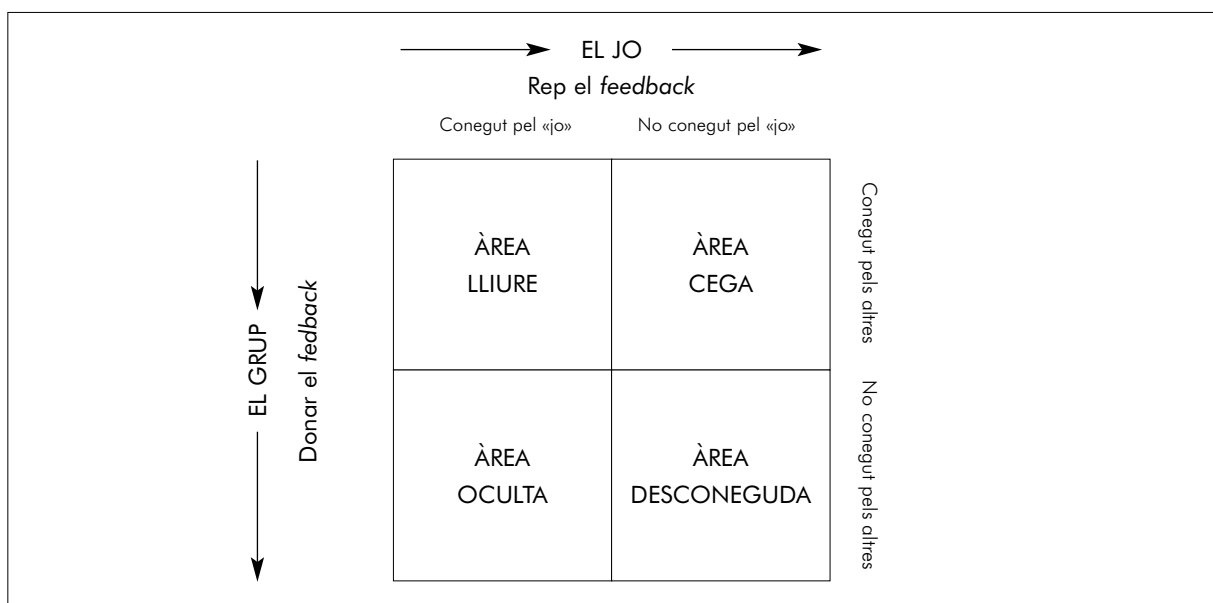 EL JO
Rep el feedback
Conegut pel «jo»
No conegut pel «jo»
EL GRUP
Donar el fedback
ÀREA
LLIURE
ÀREA
CEGA
Conegut pels altres
ÀREA
OCULTA
ÀREA
DESCONEGUDA
No conegut pels altres